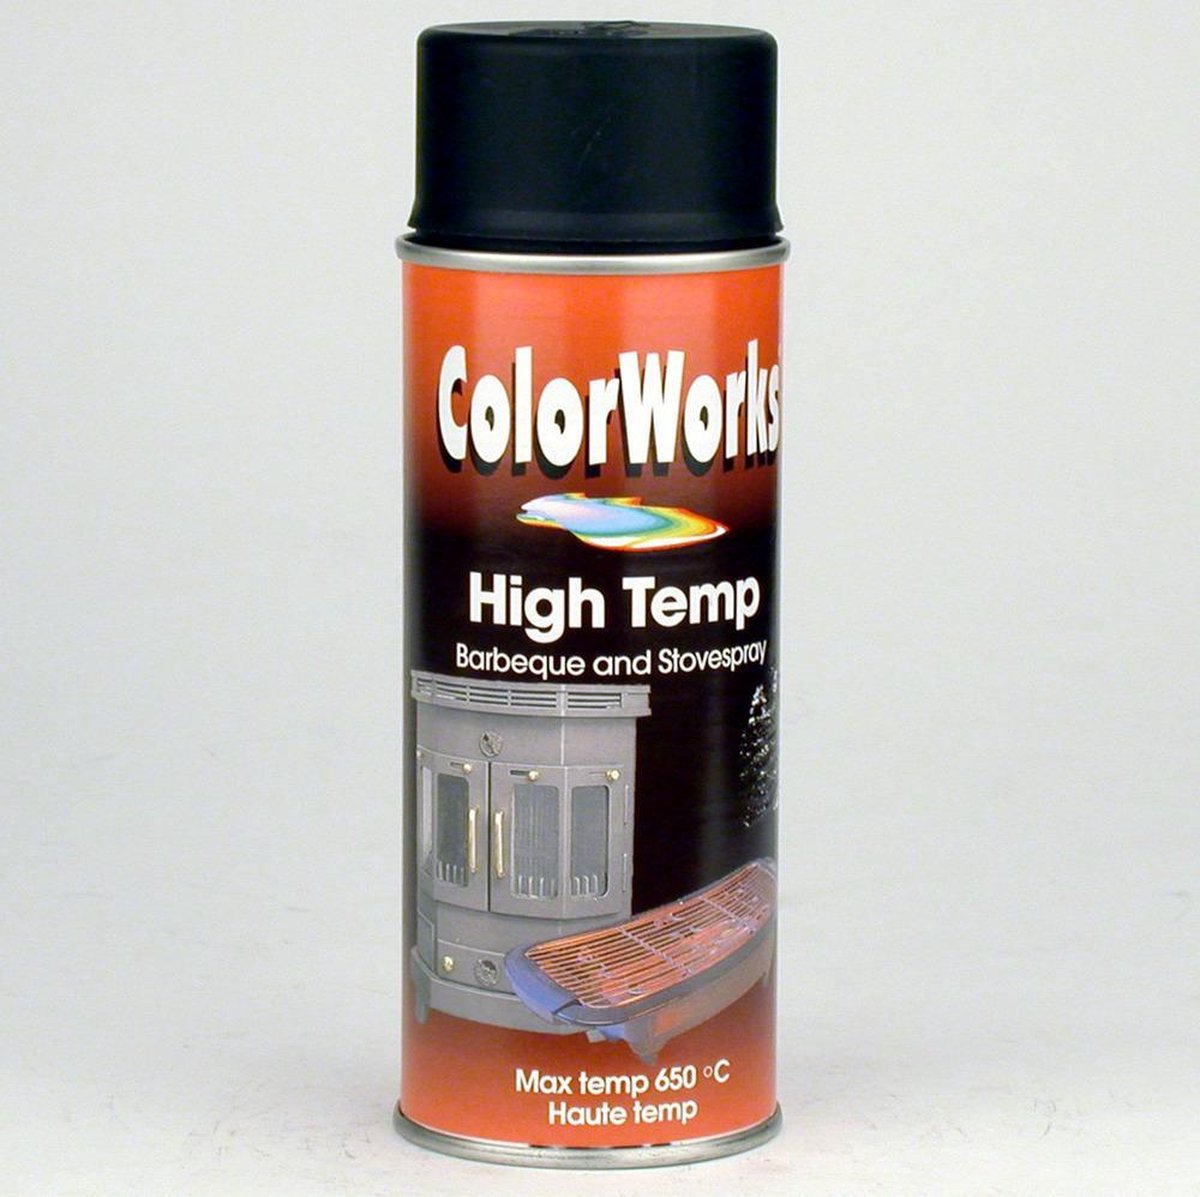 ColorWorks
High Temp
Barbeque and Stovespray
Max temp 650 °C
Haute temp